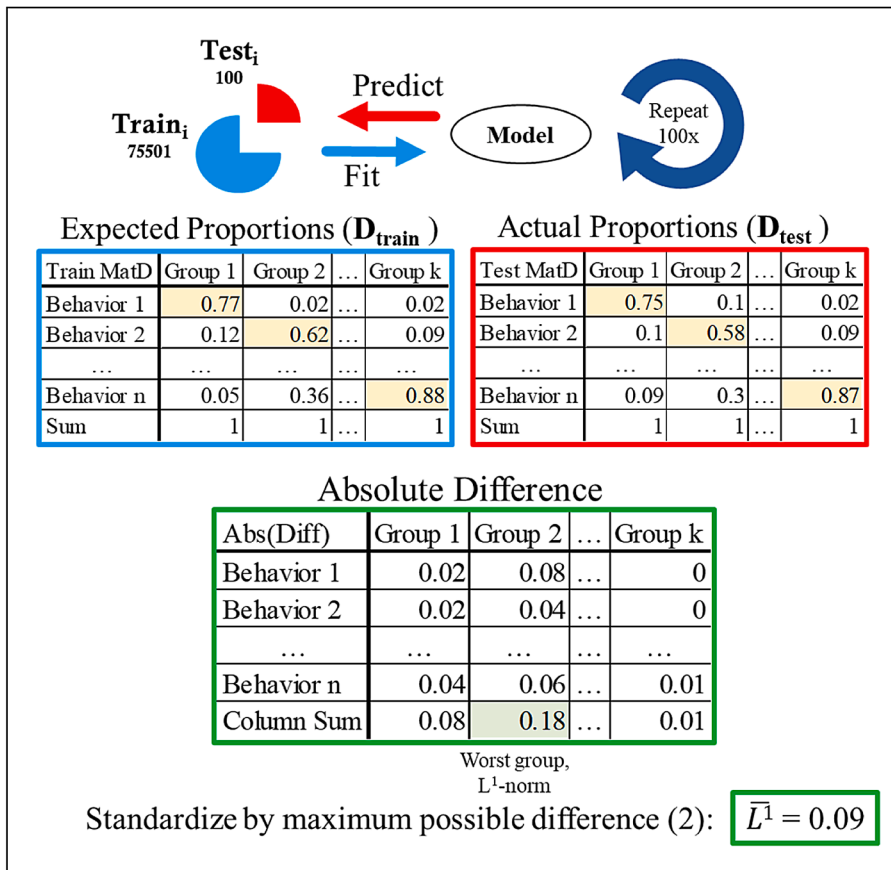 Test_i
100
Predict
Train_i
75501
Fit
Model
Repeat
100x
Expected Proportions (D_train )
Train MatD Group 1 Group 2 ... Group k
Behavior 1 0.77 0.02 ... 0.02
Behavior 2 0.12 0.62 ... 0.09
... ... ... ...
Behavior n 0.05 0.36 ... 0.88
Sum 1 1 ... 1
Actual Proportions (D_test )
Test MatD Group 1 Group 2 ... Group k
Behavior 1 0.75 0.1 ... 0.02
Behavior 2 0.1 0.58 ... 0.09
... ... ... ...
Behavior n 0.09 0.3 ... 0.87
Sum 1 1 ... 1
Absolute Difference
Abs(Diff) Group 1 Group 2 ... Group k
Behavior 1 0.02 0.08 ... 0
Behavior 2 0.02 0.04 ... 0
... ... ... ... ...
Behavior n 0.04 0.06 ... 0.01
Column Sum 0.08 0.18 ... 0.01
Worst group,
L¹-norm
Standardize by maximum possible difference (2): L̅¹ = 0.09